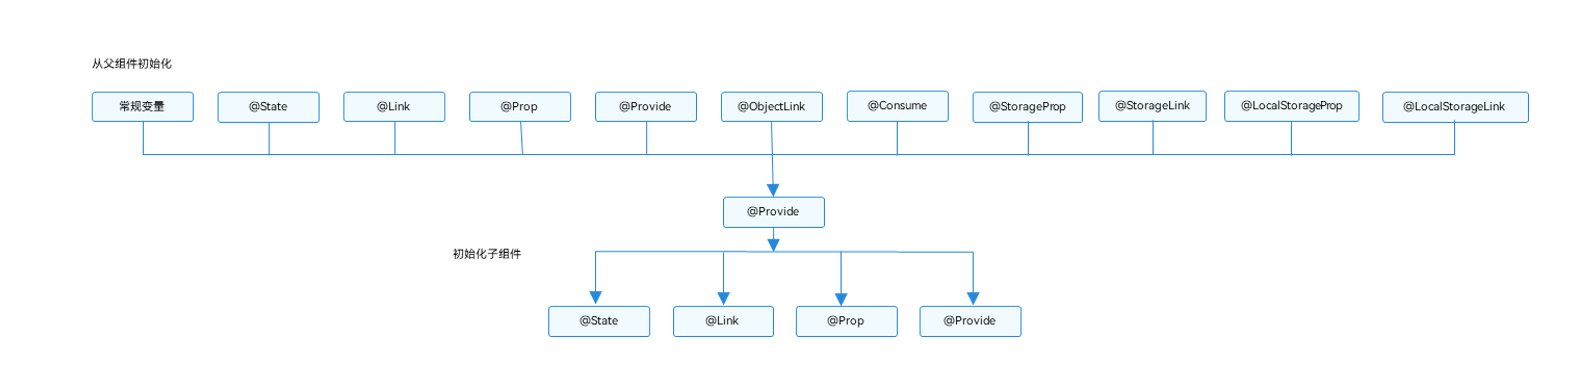 从父组件初始化
常规变量
@State
@Link
@Prop
@Provide
@ObjectLink
@Consume
@StorageProp
@StorageLink
@LocalStorageProp
@LocalStorageLink
@Provide
初始化子组件
@State
@Link
@Prop
@Provide